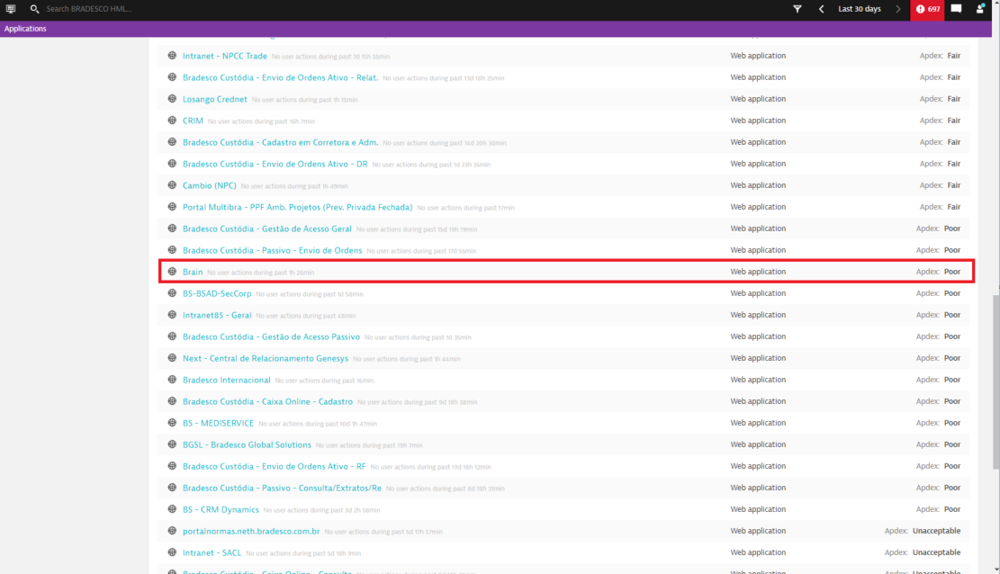 Search BRADESCO HML...
Last 30 days
697
Applications
Intranet - NPCC Trade No user actions during past 7d 15h 50min Web application Apdex: Fair
Bradesco Custódia - Envio de Ordens Ativo - Relat. No user actions during past 13d 18h 26min Web application Apdex: Fair
Losango Crednet No user actions during past 1h 16min Web application Apdex: Fair
CRIM No user actions during past 16h 7min Web application Apdex: Fair
Bradesco Custódia - Cadastro em Corretora e Adm. No user actions during past 14d 20h 30min Web application Apdex: Fair
Bradesco Custódia - Envio de Ordens Ativo - DR No user actions during past 1d 23h 35min Web application Apdex: Fair
Cambio (NPC) No user actions during past 1h 49min Web application Apdex: Fair
Portal Multibra - PPF Amb. Projetos (Prev. Privada Fechada) No user actions during past 17min Web application Apdex: Fair
Bradesco Custódia - Gestão de Acesso Geral No user actions during past 15d 19h 19min Web application Apdex: Poor
Bradesco Custódia - Passivo - Envio de Ordens No user actions during past 17d 51min Web application Apdex: Poor
Brain No user actions during past 1h 26min Web application Apdex: Poor
BS-BSAD-SecCorp No user actions during past 1d 58min Web application Apdex: Poor
Intranet85 - Geral No user actions during past 48min Web application Apdex: Poor
Bradesco Custódia - Gestão de Acesso Passivo No user actions during past 1d 35min Web application Apdex: Poor
Next - Central de Relacionamento Genesys No user actions during past 1h 44min Web application Apdex: Poor
Bradesco Internacional No user actions during past 16min Web application Apdex: Poor
Bradesco Custódia - Caixa Online - Cadastro No user actions during past 9d 18h 38min Web application Apdex: Poor
BS - MEDISERVICE No user actions during past 10d 1h 47min Web application Apdex: Poor
BGSL - Bradesco Global Solutions No user actions during past 19h 7min Web application Apdex: Poor
Bradesco Custódia - Envio de Ordens Ativo - RF No user actions during past 13d 18h 12min Web application Apdex: Poor
Bradesco Custódia - Passivo - Consulta/Extratos/Re No user actions during past 8d 18h 31min Web application Apdex: Poor
BS - CRM Dynamics No user actions during past 3d 2h 58min Web application Apdex: Poor
portalnormas.neth.bradesco.com.br No user actions during past 5d 17h 57min Web application Apdex: Unacceptable
Intranet - SACL No user actions during past 5d 18h 1min Web application Apdex: Unacceptable
Bradesco Custódia - Caixa Online - Consulta Web application Apdex: Unacceptable